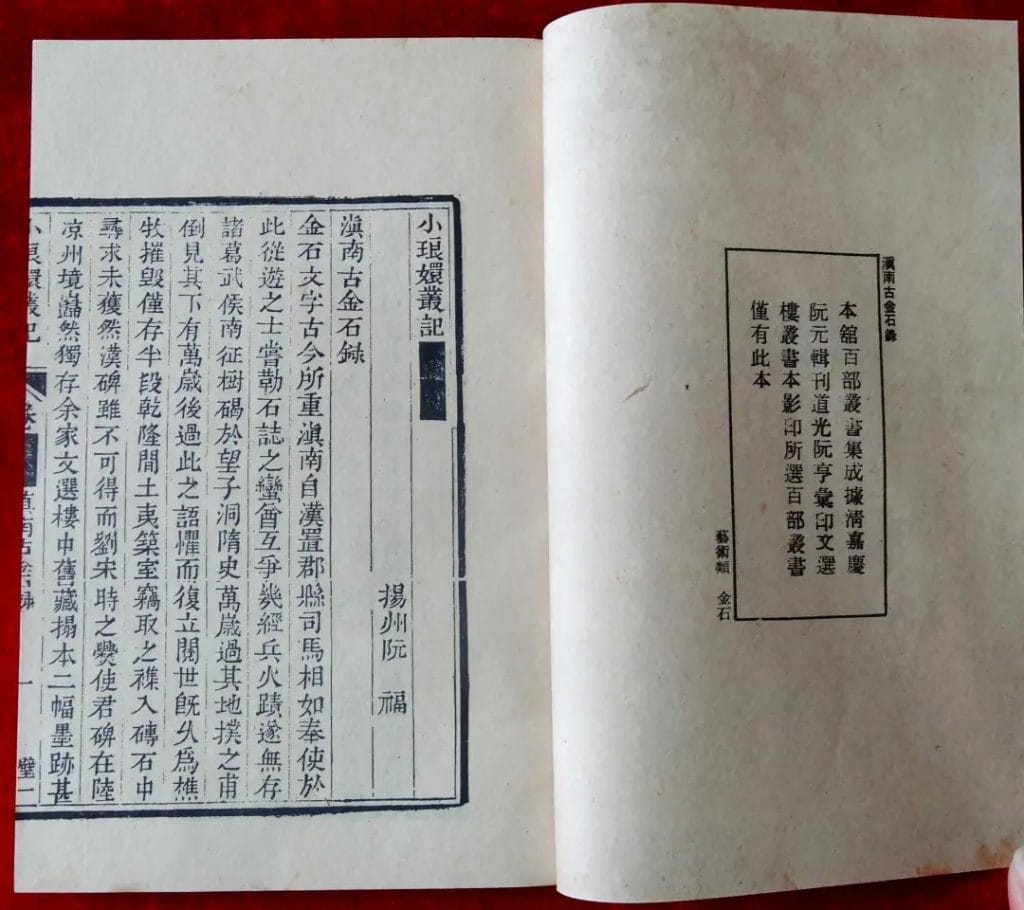 滇南古金石錄
本舘百部叢書集成據清嘉慶
阮元輯刊道光阮亨彙印文選
樓叢書本影印所選百部叢書
僅有此本
藝術類 金石
小琅嬛叢記
揚州阮 福
滇南古金石錄
金石文字古今所重滇南自漢置郡縣司馬相如奉使於
此從遊之士嘗勒石誌之蠻酋互爭幾經兵火蹟遂無存
諸葛武侯南征樹碣於望子洞隋史萬歲過其地撲之甫
倒見其下有萬歲後過此之語懼而復立閱世旣久爲樵
牧摧毀僅存半段乾隆間土夷築室竊取之襍入磚石中
尋求未獲然漢碑雖不可得而劉宋時之爨使君碑在陸
凉州境巋然獨存余家文選樓中舊藏搨本二幅墨跡甚
小琅嬛叢記
滇南古金石錄 一